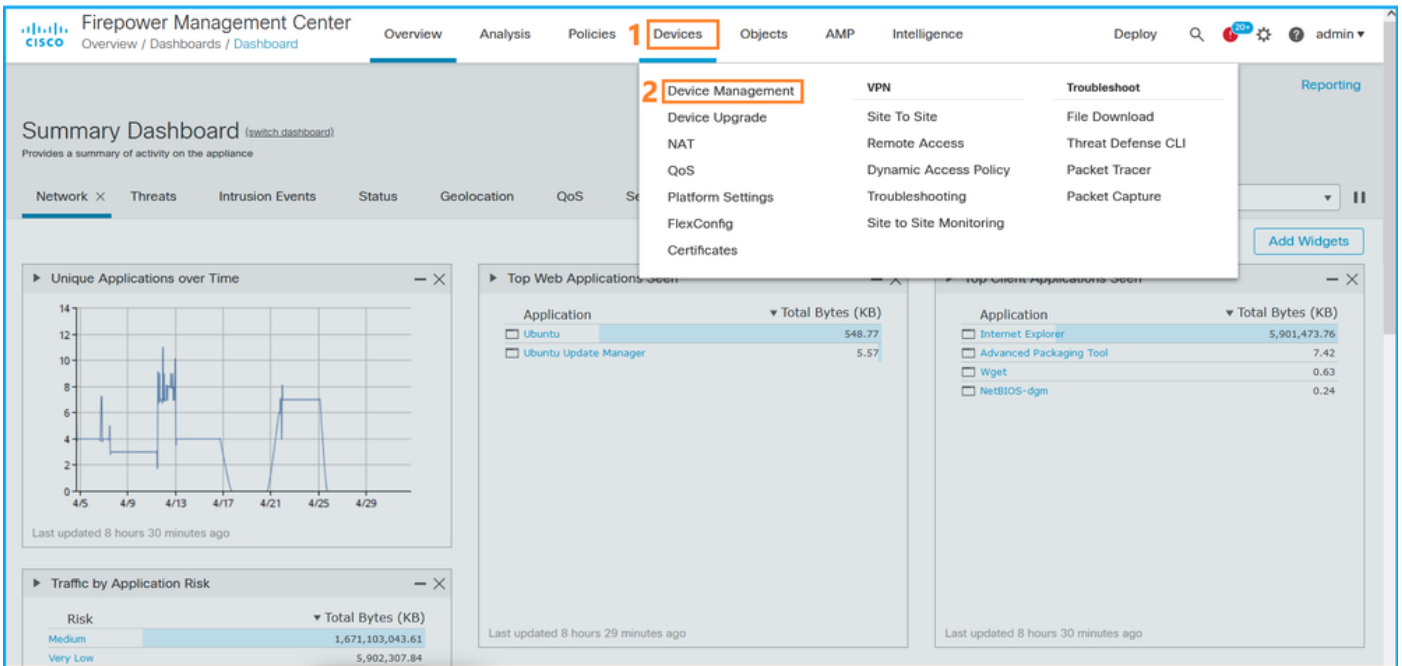 CISCO
Firepower Management Center
Overview / Dashboards / Dashboard
Overview
Analysis
Policies
1
Devices
Objects
AMP
Intelligence
Deploy
20+
admin
2
Device Management
Device Upgrade
NAT
QoS
Platform Settings
FlexConfig
Certificates
VPN
Site To Site
Remote Access
Dynamic Access Policy
Troubleshooting
Site to Site Monitoring
Troubleshoot
File Download
Threat Defense CLI
Packet Tracer
Packet Capture
Reporting
Summary Dashboard (switch dashboard)
Provides a summary of activity on the appliance
Network
Threats
Intrusion Events
Status
Geolocation
QoS
Add Widgets
Unique Applications over Time
14
12
10
8
6
4
2
0
4/5 4/9 4/13 4/17 4/21 4/25 4/29
Last updated 8 hours 30 minutes ago
Top Web Applications Seen
Application Total Bytes (KB)
Ubuntu 548.77
Ubuntu Update Manager 5.57
Last updated 8 hours 29 minutes ago
Top Client Applications Seen
Application Total Bytes (KB)
Internet Explorer 5,901,473.76
Advanced Packaging Tool 7.42
Wget 0.63
NetBIOS-dgm 0.24
Last updated 8 hours 30 minutes ago
Traffic by Application Risk
Risk Total Bytes (KB)
Medium 1,671,103,043.61
Very Low 5,902,307.84